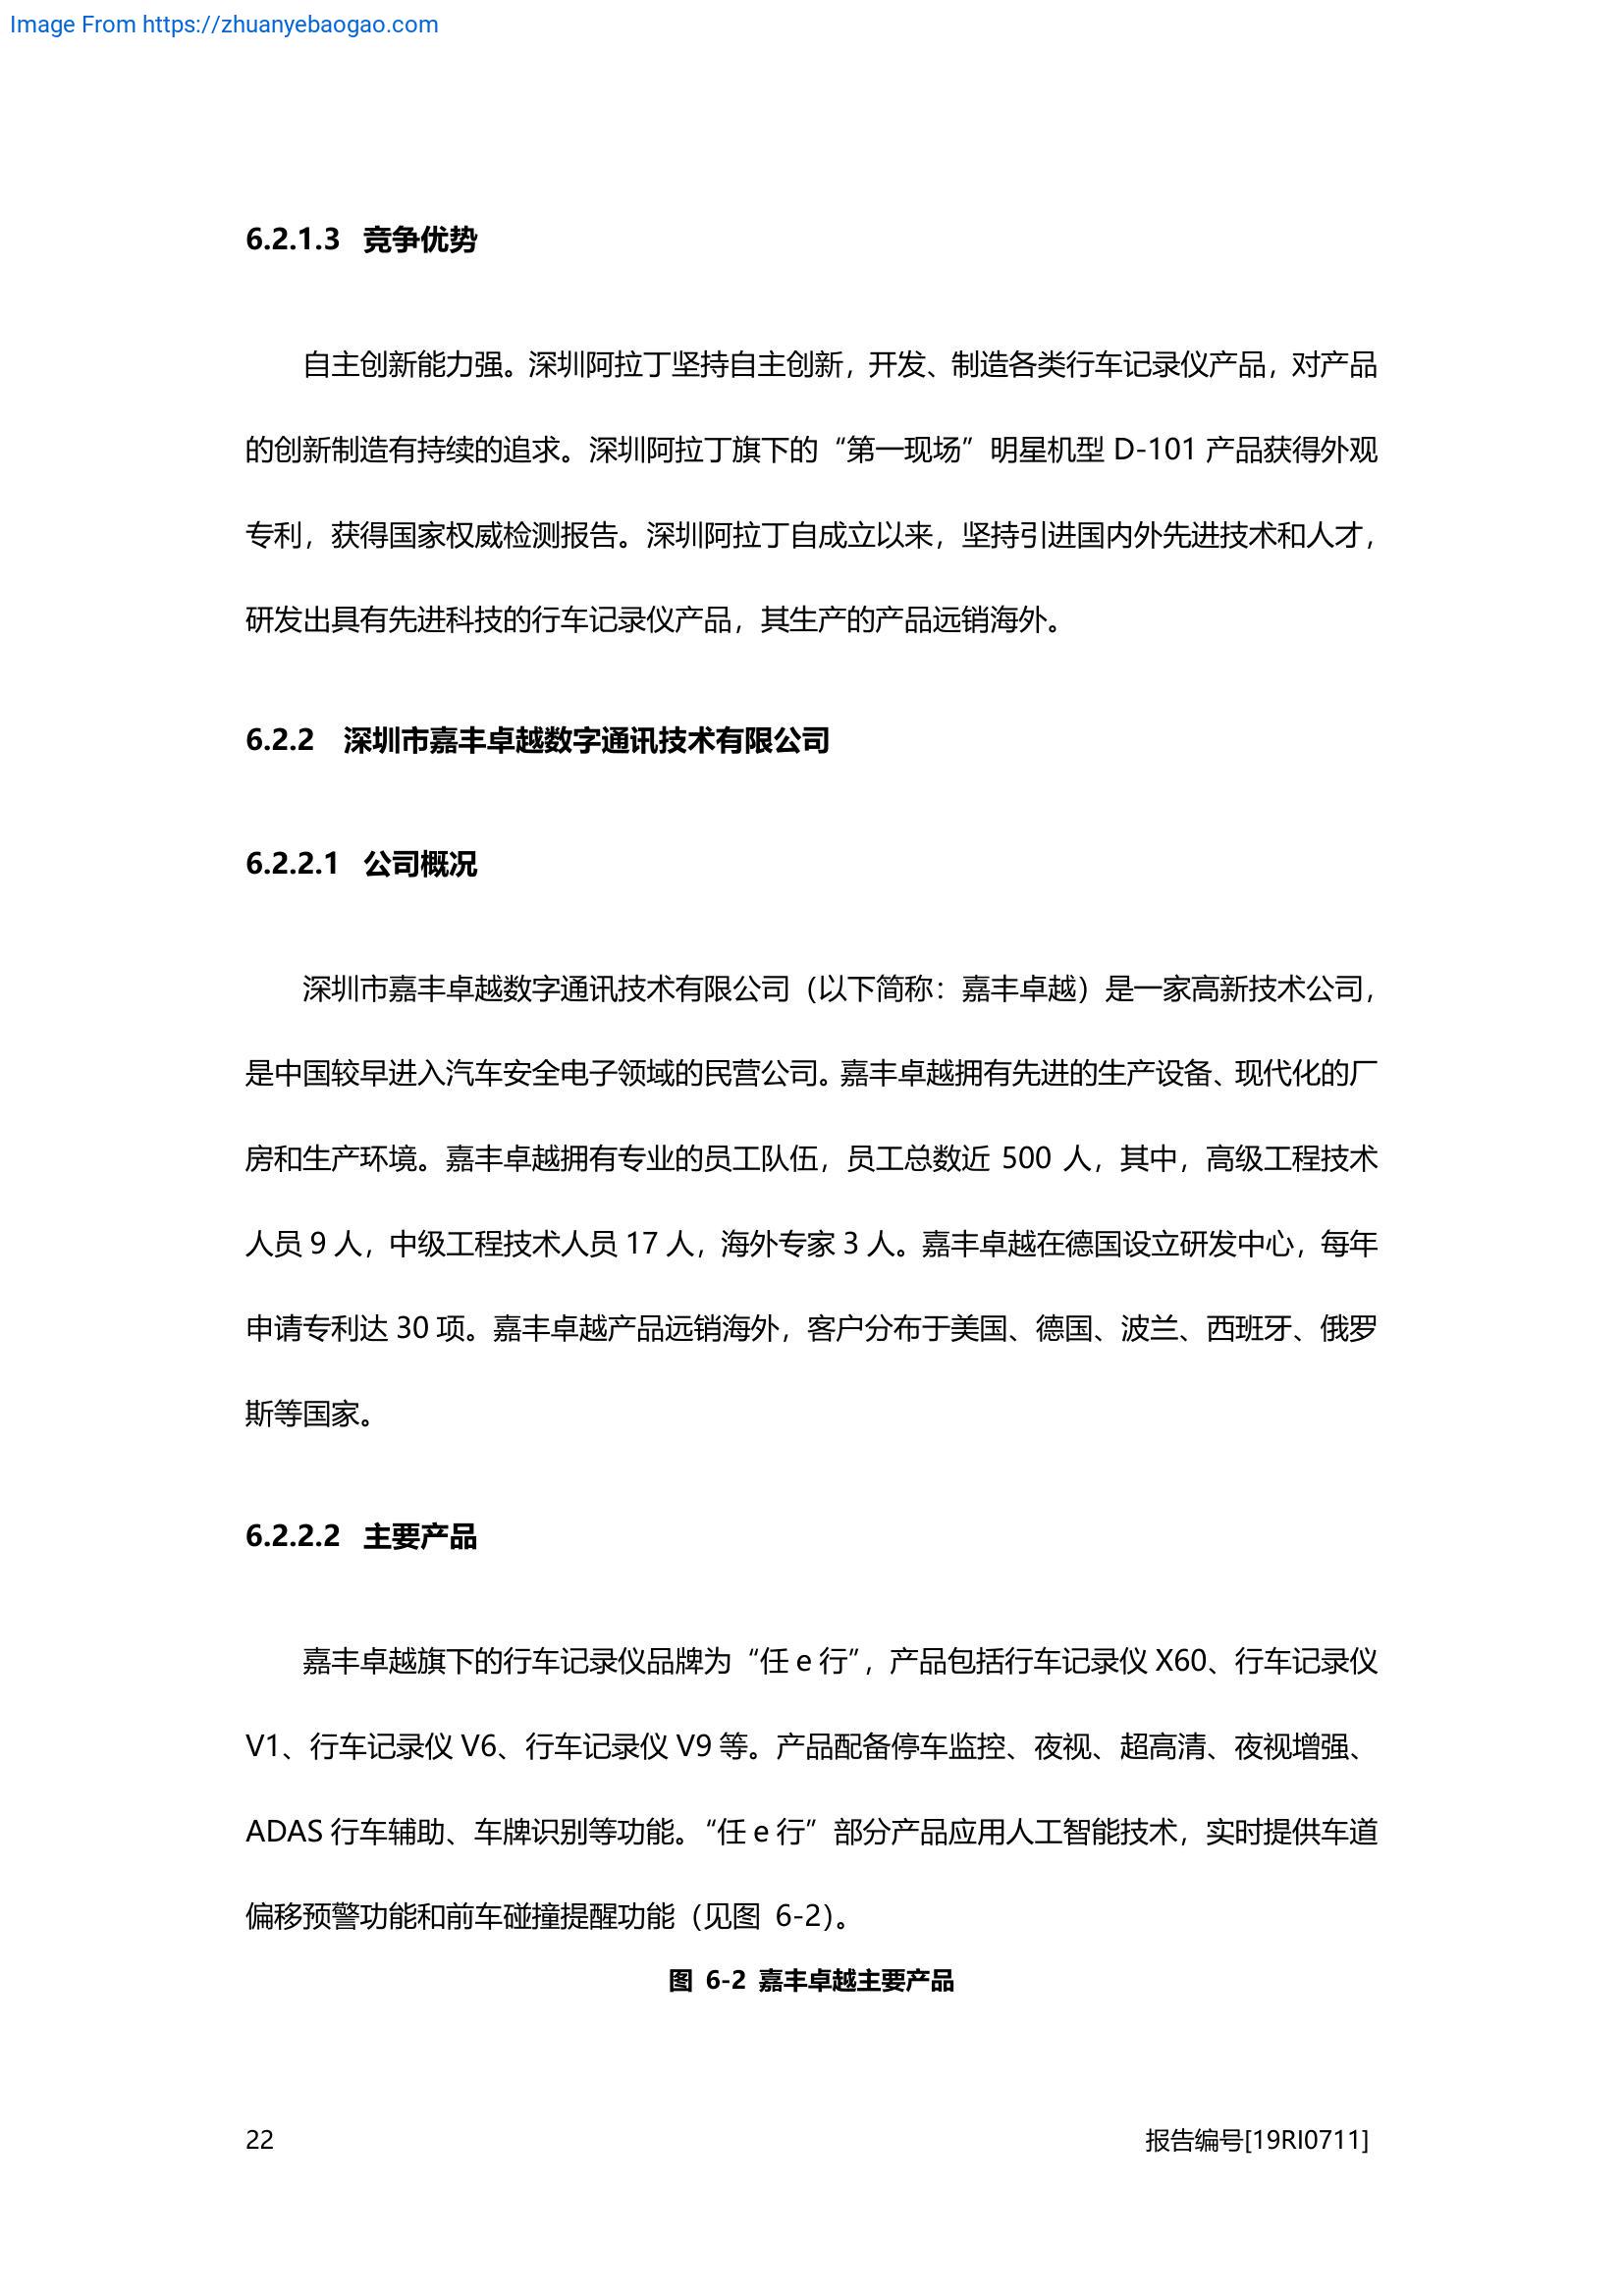 Image From https://zhuanyebaogao.com
6.2.1.3 竞争优势
自主创新能力强。深圳阿拉丁坚持自主创新，开发、制造各类行车记录仪产品，对产品
的创新制造有持续的追求。深圳阿拉丁旗下的“第一现场”明星机型 D-101 产品获得外观
专利，获得国家权威检测报告。深圳阿拉丁自成立以来，坚持引进国内外先进技术和人才，
研发出具有先进科技的行车记录仪产品，其生产的产品远销海外。
6.2.2 深圳市嘉丰卓越数字通讯技术有限公司
6.2.2.1 公司概况
深圳市嘉丰卓越数字通讯技术有限公司（以下简称：嘉丰卓越）是一家高新技术公司，
是中国较早进入汽车安全电子领域的民营公司。嘉丰卓越拥有先进的生产设备、现代化的厂
房和生产环境。嘉丰卓越拥有专业的员工队伍，员工总数近 500 人，其中，高级工程技术
人员 9 人，中级工程技术人员 17 人，海外专家 3 人。嘉丰卓越在德国设立研发中心，每年
申请专利达 30 项。嘉丰卓越产品远销海外，客户分布于美国、德国、波兰、西班牙、俄罗
斯等国家。
6.2.2.2 主要产品
嘉丰卓越旗下的行车记录仪品牌为“任 e 行”，产品包括行车记录仪 X60、行车记录仪
V1、行车记录仪 V6、行车记录仪 V9 等。产品配备停车监控、夜视、超高清、夜视增强、
ADAS 行车辅助、车牌识别等功能。“任 e 行”部分产品应用人工智能技术，实时提供车道
偏移预警功能和前车碰撞提醒功能（见图 6-2）。
图 6-2 嘉丰卓越主要产品
22
报告编号[19RI0711]